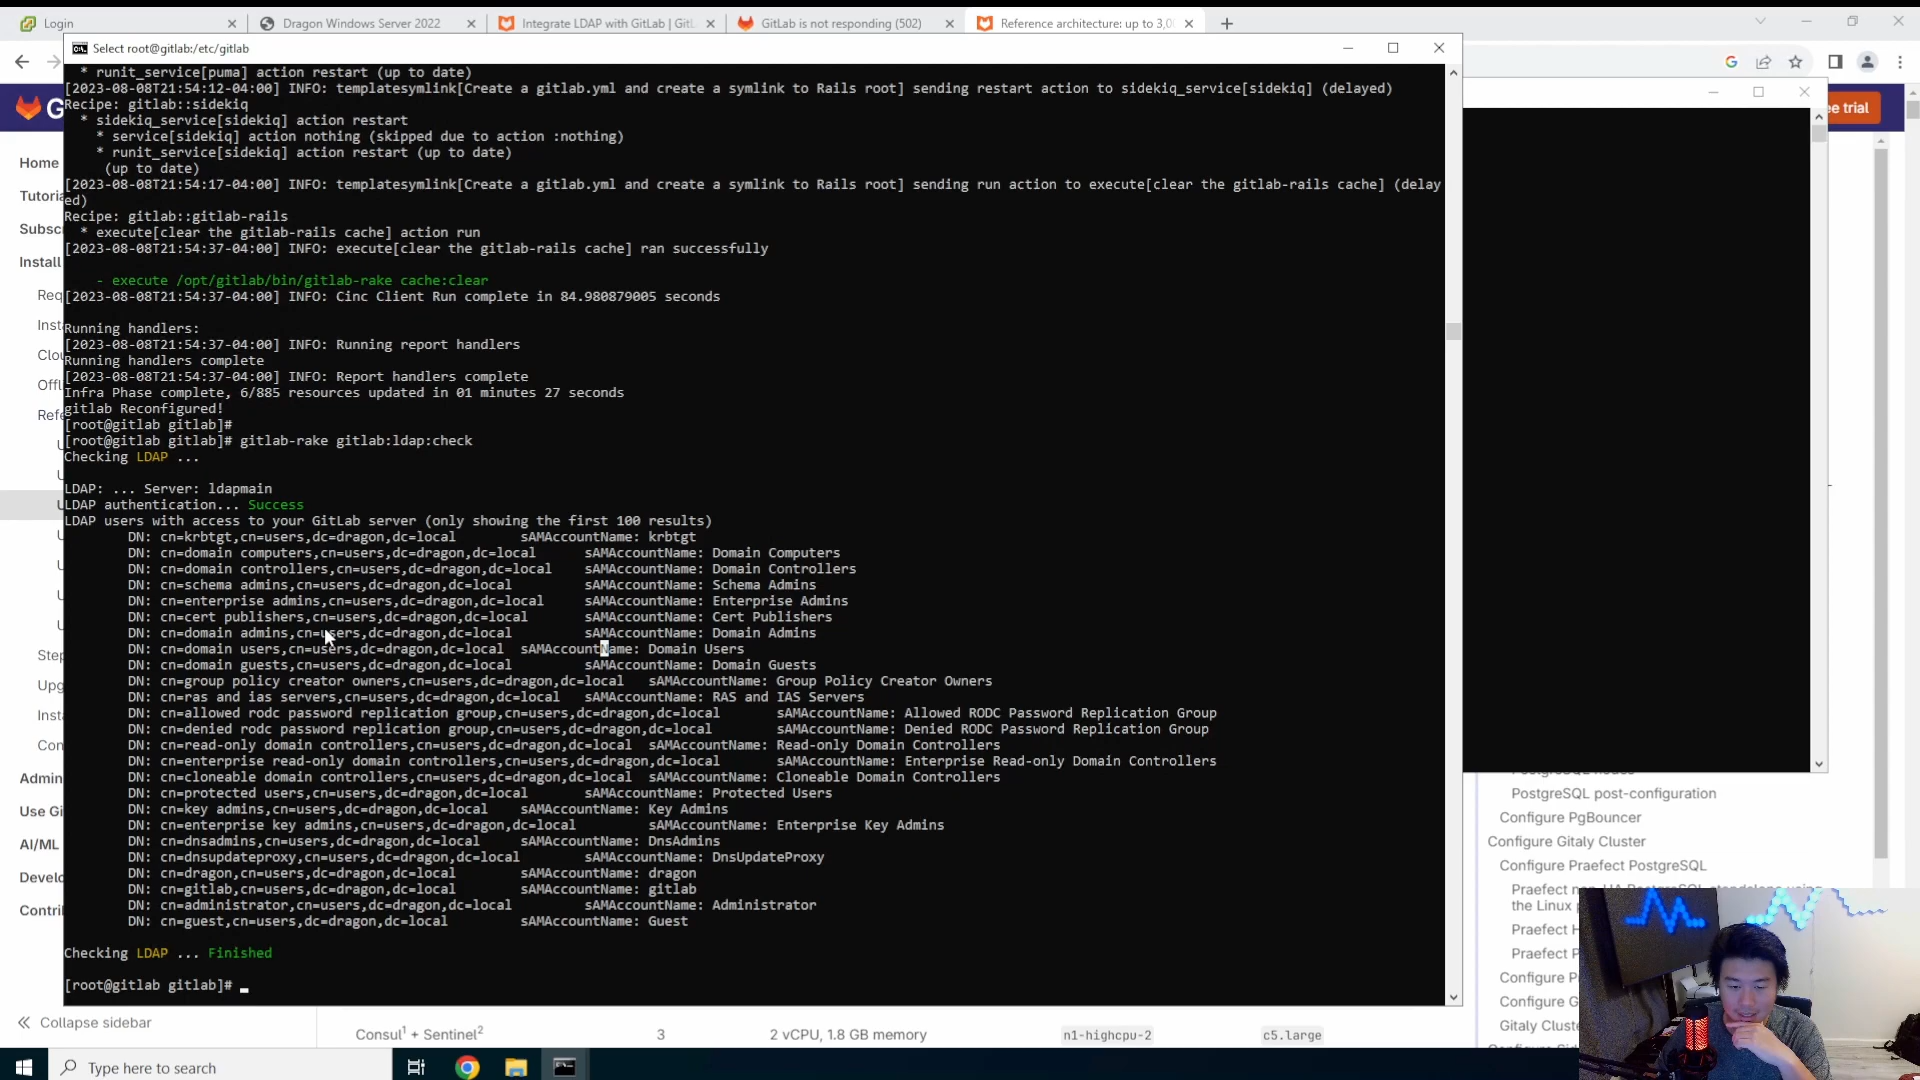 Login
Dragon Windows Server 2022
Integrate LDAP with GitLab | GitL
GitLab is not responding (502)
Reference architecture: up to 3,0
Select root@gitlab:/etc/gitlab
ee trial
* runit_service[puma] action restart (up to date)
[2023-08-08T21:54:12-04:00] INFO: templatesymlink[Create a gitlab.yml and create a symlink to Rails root] sending restart action to sidekiq_service[sidekiq] (delayed)
Recipe: gitlab::sidekiq
* sidekiq_service[sidekiq] action restart
* service[sidekiq] action nothing (skipped due to action :nothing)
* runit_service[sidekiq] action restart (up to date)
(up to date)
[2023-08-08T21:54:17-04:00] INFO: templatesymlink[Create a gitlab.yml and create a symlink to Rails root] sending run action to execute[clear the gitlab-rails cache] (delay
ed)
Recipe: gitlab::gitlab-rails
* execute[clear the gitlab-rails cache] action run
[2023-08-08T21:54:37-04:00] INFO: execute[clear the gitlab-rails cache] ran successfully
- execute /opt/gitlab/bin/gitlab-rake cache:clear
[2023-08-08T21:54:37-04:00] INFO: Cinc Client Run complete in 84.980879005 seconds
Running handlers:
[2023-08-08T21:54:37-04:00] INFO: Running report handlers
Running handlers complete
[2023-08-08T21:54:37-04:00] INFO: Report handlers complete
Infra Phase complete, 6/885 resources updated in 01 minutes 27 seconds
gitlab Reconfigured!
[root@gitlab gitlab]#
[root@gitlab gitlab]# gitlab-rake gitlab:ldap:check
Checking LDAP ...
LDAP: ... Server: ldapmain
LDAP authentication... Success
LDAP users with access to your GitLab server (only showing the first 100 results)
DN: cn=krbtgt,cn=users,dc=dragon,dc=local sAMAccountName: krbtgt
DN: cn=domain computers,cn=users,dc=dragon,dc=local sAMAccountName: Domain Computers
DN: cn=domain controllers,cn=users,dc=dragon,dc=local sAMAccountName: Domain Controllers
DN: cn=schema admins,cn=users,dc=dragon,dc=local sAMAccountName: Schema Admins
DN: cn=enterprise admins,cn=users,dc=dragon,dc=local sAMAccountName: Enterprise Admins
DN: cn=cert publishers,cn=users,dc=dragon,dc=local sAMAccountName: Cert Publishers
DN: cn=domain admins,cn=users,dc=dragon,dc=local sAMAccountName: Domain Admins
DN: cn=domain users,cn=users,dc=dragon,dc=local sAMAccountName: Domain Users
DN: cn=domain guests,cn=users,dc=dragon,dc=local sAMAccountName: Domain Guests
DN: cn=group policy creator owners,cn=users,dc=dragon,dc=local sAMAccountName: Group Policy Creator Owners
DN: cn=ras and ias servers,cn=users,dc=dragon,dc=local sAMAccountName: RAS and IAS Servers
DN: cn=allowed rodc password replication group,cn=users,dc=dragon,dc=local sAMAccountName: Allowed RODC Password Replication Group
DN: cn=denied rodc password replication group,cn=users,dc=dragon,dc=local sAMAccountName: Denied RODC Password Replication Group
DN: cn=read-only domain controllers,cn=users,dc=dragon,dc=local sAMAccountName: Read-only Domain Controllers
DN: cn=enterprise read-only domain controllers,cn=users,dc=dragon,dc=local sAMAccountName: Enterprise Read-only Domain Controllers
DN: cn=cloneable domain controllers,cn=users,dc=dragon,dc=local sAMAccountName: Cloneable Domain Controllers
DN: cn=protected users,cn=users,dc=dragon,dc=local sAMAccountName: Protected Users
DN: cn=key admins,cn=users,dc=dragon,dc=local sAMAccountName: Key Admins
DN: cn=enterprise key admins,cn=users,dc=dragon,dc=local sAMAccountName: Enterprise Key Admins
DN: cn=dnsadmins,cn=users,dc=dragon,dc=local sAMAccountName: DnsAdmins
DN: cn=dnsupdateproxy,cn=users,dc=dragon,dc=local sAMAccountName: DnsUpdateProxy
DN: cn=dragon,cn=users,dc=dragon,dc=local sAMAccountName: dragon
DN: cn=gitlab,cn=users,dc=dragon,dc=local sAMAccountName: gitlab
DN: cn=administrator,cn=users,dc=dragon,dc=local sAMAccountName: Administrator
DN: cn=guest,cn=users,dc=dragon,dc=local sAMAccountName: Guest
Checking LDAP ... Finished
[root@gitlab gitlab]#
G
Home
Tutoria
Subsc
Install
Req
Inst
Clou
Offl
Refe
U
U
U
U
U
Step
Upg
Inst
Con
Admin
Use Gi
AI/ML
Develo
Contri
Collapse sidebar
Consul1 + Sentinel2
3
2 vCPU, 1.8 GB memory
n1-highcpu-2
c5.large
PostgreSQL post-configuration
Configure PgBouncer
Configure Gitaly Cluster
Configure Praefect PostgreSQL
Praefect
the Linux
Praefect H
Praefect P
Configure P
Configure G
Gitaly Cluste
Type here to search